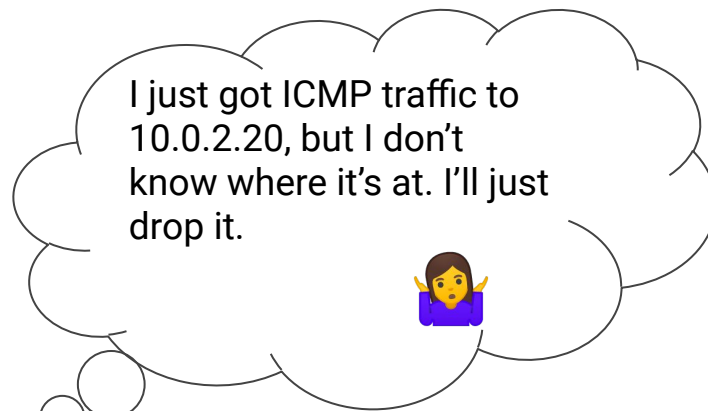 I just got ICMP traffic to
10.0.2.20, but I don’t
know where it’s at. I’ll just
drop it.